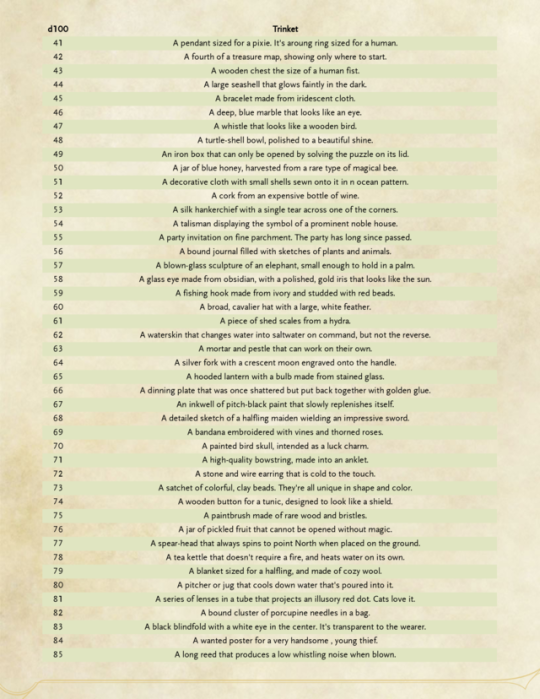 d100 Trinket
41 A pendant sized for a pixie. It's aroung ring sized for a human.
42 A fourth of a treasure map, showing only where to start.
43 A wooden chest the size of a human fist.
44 A large seashell that glows faintly in the dark.
45 A bracelet made from iridescent cloth.
46 A deep, blue marble that looks like an eye.
47 A whistle that looks like a wooden bird.
48 A turtle-shell bowl, polished to a beautiful shine.
49 An iron box that can only be opened by solving the puzzle on its lid.
50 A jar of blue honey, harvested from a rare type of magical bee.
51 A decorative cloth with small shells sewn onto it in n ocean pattern.
52 A cork from an expensive bottle of wine.
53 A silk hankerchief with a single tear across one of the corners.
54 A talisman displaying the symbol of a prominent noble house.
55 A party invitation on fine parchment. The party has long since passed.
56 A bound journal filled with sketches of plants and animals.
57 A blown-glass sculpture of an elephant, small enough to hold in a palm.
58 A glass eye made from obsidian, with a polished, gold iris that looks like the sun.
59 A fishing hook made from ivory and studded with red beads.
60 A broad, cavalier hat with a large, white feather.
61 A piece of shed scales from a hydra.
62 A waterskin that changes water into saltwater on command, but not the reverse.
63 A mortar and pestle that can work on their own.
64 A silver fork with a crescent moon engraved onto the handle.
65 A hooded lantern with a bulb made from stained glass.
66 A dinning plate that was once shattered but put back together with golden glue.
67 An inkwell of pitch-black paint that slowly replenishes itself.
68 A detailed sketch of a halfling maiden wielding an impressive sword.
69 A bandana embroidered with vines and thorned roses.
70 A painted bird skull, intended as a luck charm.
71 A high-quality bowstring, made into an anklet.
72 A stone and wire earring that is cold to the touch.
73 A satchet of colorful, clay beads. They're all unique in shape and color.
74 A wooden button for a tunic, designed to look like a shield.
75 A paintbrush made of rare wood and bristles.
76 A jar of pickled fruit that cannot be opened without magic.
77 A spear-head that always spins to point North when placed on the ground.
78 A tea kettle that doesn't require a fire, and heats water on its own.
79 A blanket sized for a halfling, and made of cozy wool.
80 A pitcher or jug that cools down water that's poured into it.
81 A series of lenses in a tube that projects an illusory red dot. Cats love it.
82 A bound cluster of porcupine needles in a bag.
83 A black blindfold with a white eye in the center. It's transparent to the wearer.
84 A wanted poster for a very handsome , young thief.
85 A long reed that produces a low whistling noise when blown.